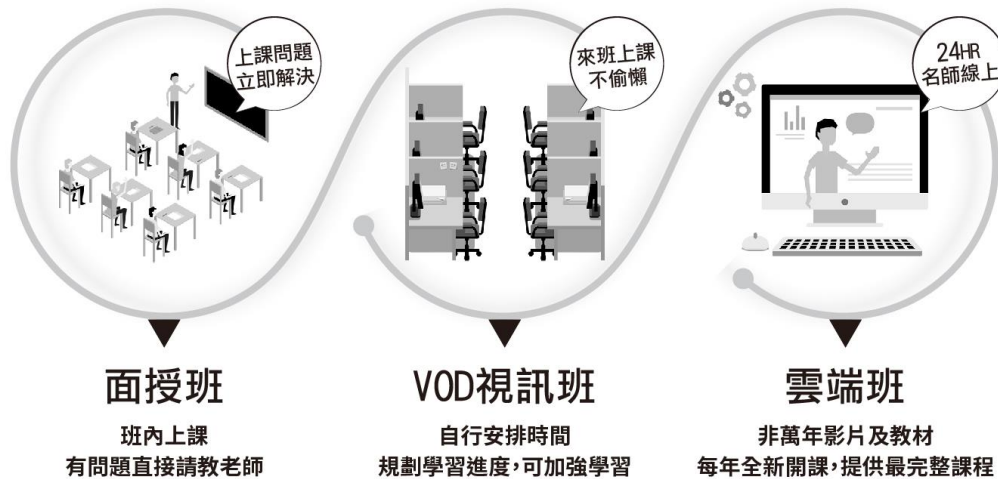 上課問題
立即解決
面授班
班內上課
有問題直接請教老師
來班上課
不偷懶
VOD視訊班
自行安排時間
規劃學習進度，可加強學習
24HR
名師線上
雲端班
非萬年影片及教材
每年全新開課，提供最完整課程